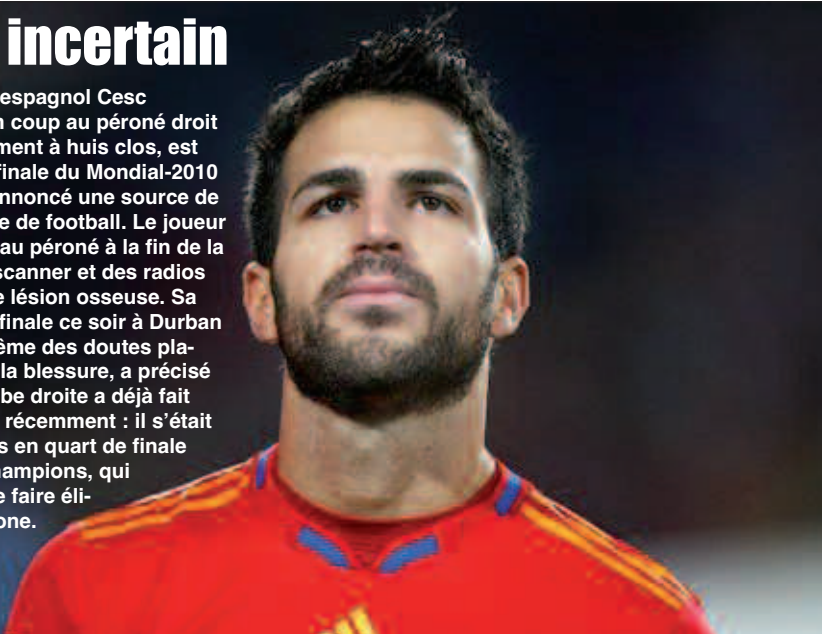 incertain
espagnol Cesc
coup au péroné droit
ment à huis clos, est
finale du Mondial-2010
nnoncé une source de
e de football. Le joueur
au péroné à la fin de la
scanner et des radios
e lésion osseuse. Sa
finale ce soir à Durban
ême des doutes pla-
la blessure, a précisé
be droite a déjà fait
récemment : il s’était
s en quart de finale
hampions, qui
e faire éli-
one.